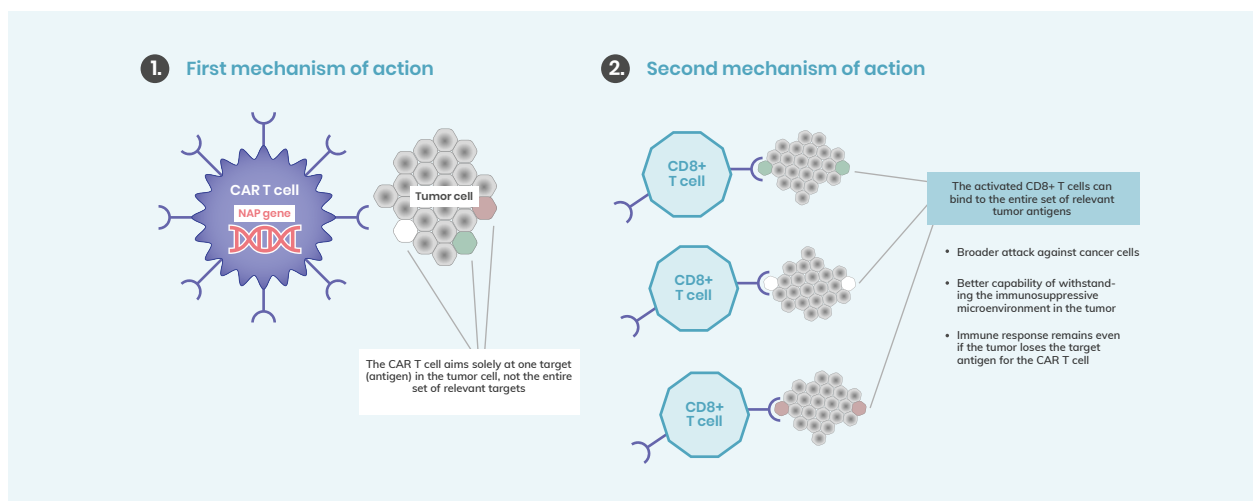 1. First mechanism of action
CAR T cell
NAP gene
Tumor cell
The CAR T cell aims solely at one target
(antigen) in the tumor cell, not the entire
set of relevant targets
2. Second mechanism of action
CD8+
T cell
CD8+
T cell
CD8+
T cell
The activated CD8+ T cells can
bind to the entire set of relevant
tumor antigens
• Broader attack against cancer cells
• Better capability of withstand-
ing the immunosuppressive
microenvironment in the tumor
• Immune response remains even
if the tumor loses the target
antigen for the CAR T cell